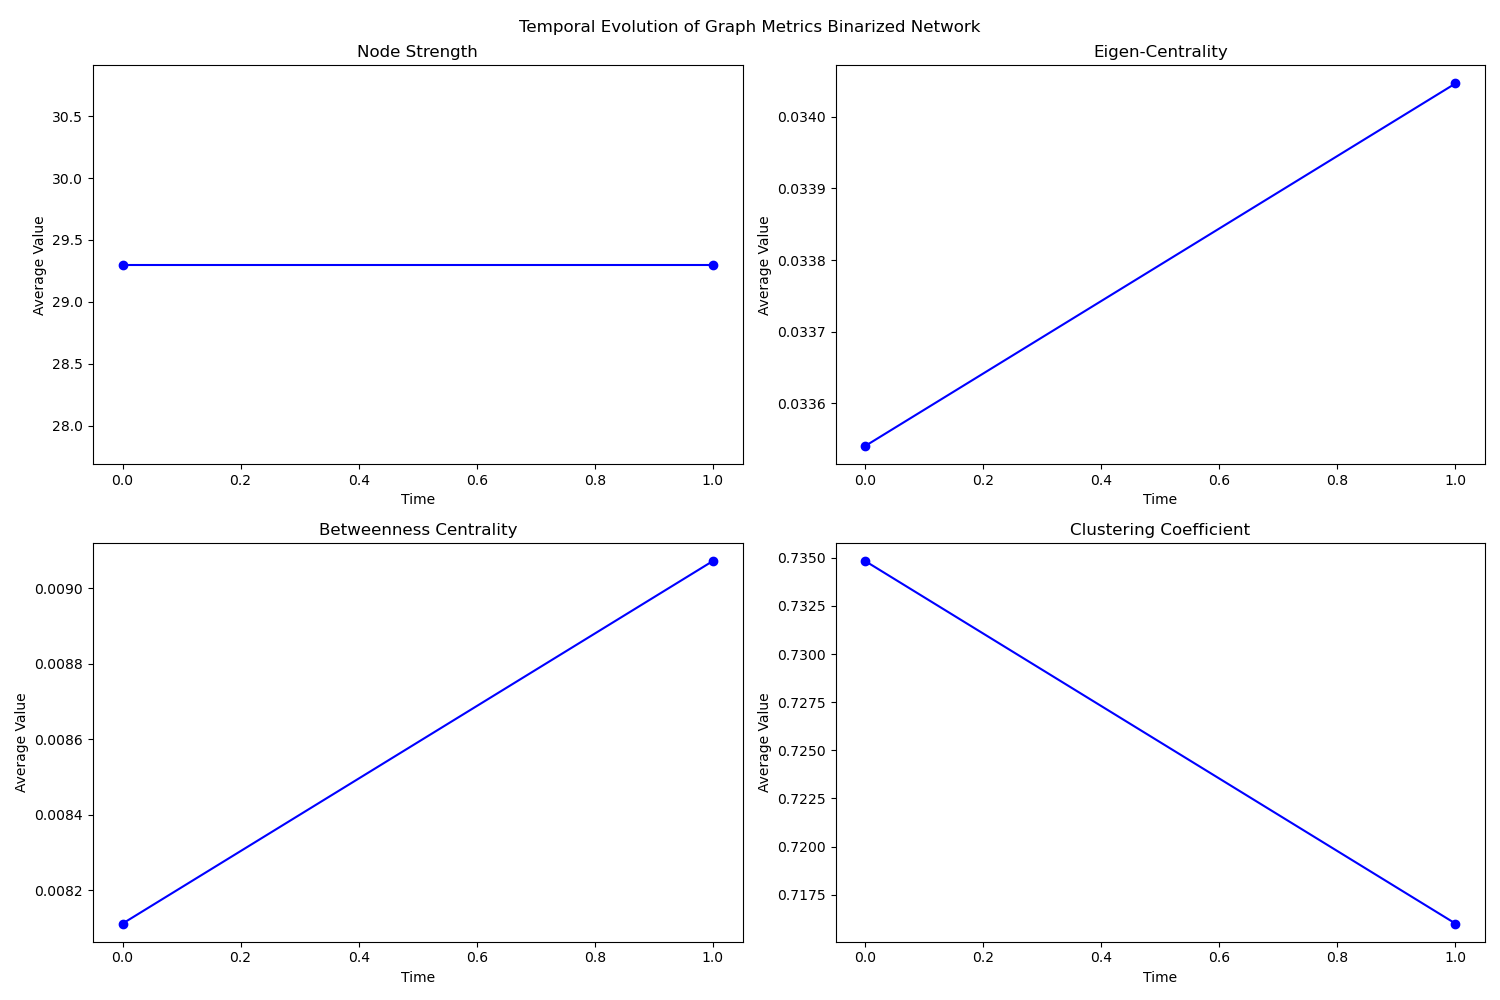 Temporal Evolution of Graph Metrics Binarized Network
Node Strength
30.5
30.0
29.5
29.0
28.5
28.0
Average Value
0.0 0.2 0.4 0.6 0.8 1.0
Time
Eigen-Centrality
0.0340
0.0339
0.0338
0.0337
0.0336
Average Value
0.0 0.2 0.4 0.6 0.8 1.0
Time
Betweenness Centrality
0.0090
0.0088
0.0086
0.0084
0.0082
Average Value
0.0 0.2 0.4 0.6 0.8 1.0
Time
Clustering Coefficient
0.7350
0.7325
0.7300
0.7275
0.7250
0.7225
0.7200
0.7175
Average Value
0.0 0.2 0.4 0.6 0.8 1.0
Time